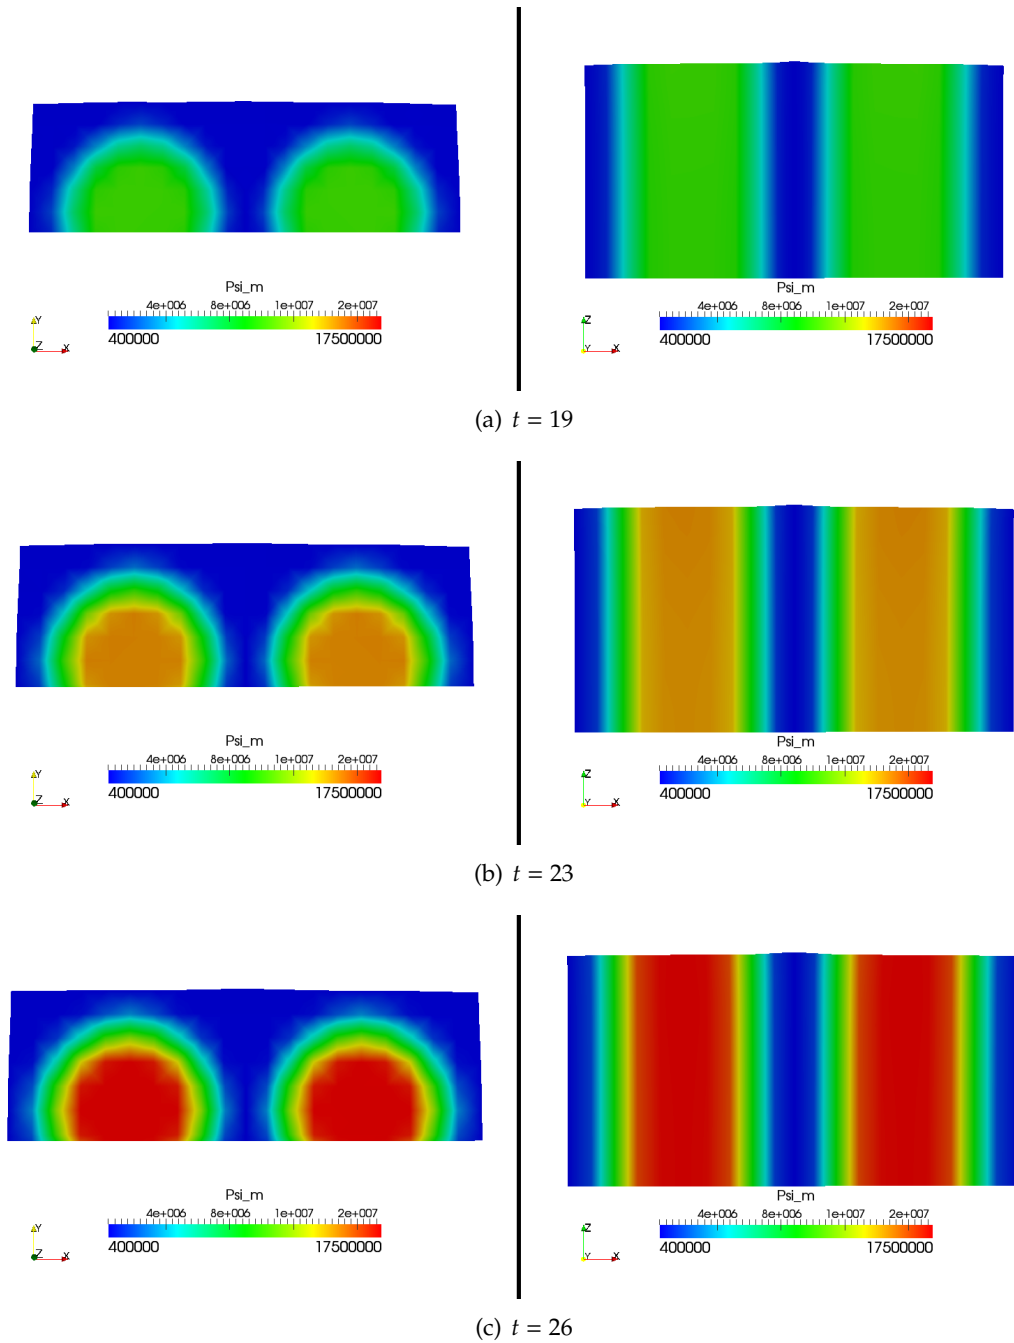 Psi_m
4e+006 8e+006 1e+007 2e+007
400000 17500000
Y
Z X
Psi_m
4e+006 8e+006 1e+007 2e+007
400000 17500000
Z
Y X
(a) t = 19
Psi_m
4e+006 8e+006 1e+007 2e+007
400000 17500000
Y
Z X
Psi_m
4e+006 8e+006 1e+007 2e+007
400000 17500000
Z
Y X
(b) t = 23
Psi_m
4e+006 8e+006 1e+007 2e+007
400000 17500000
Y
Z X
Psi_m
4e+006 8e+006 1e+007 2e+007
400000 17500000
Z
Y X
(c) t = 26